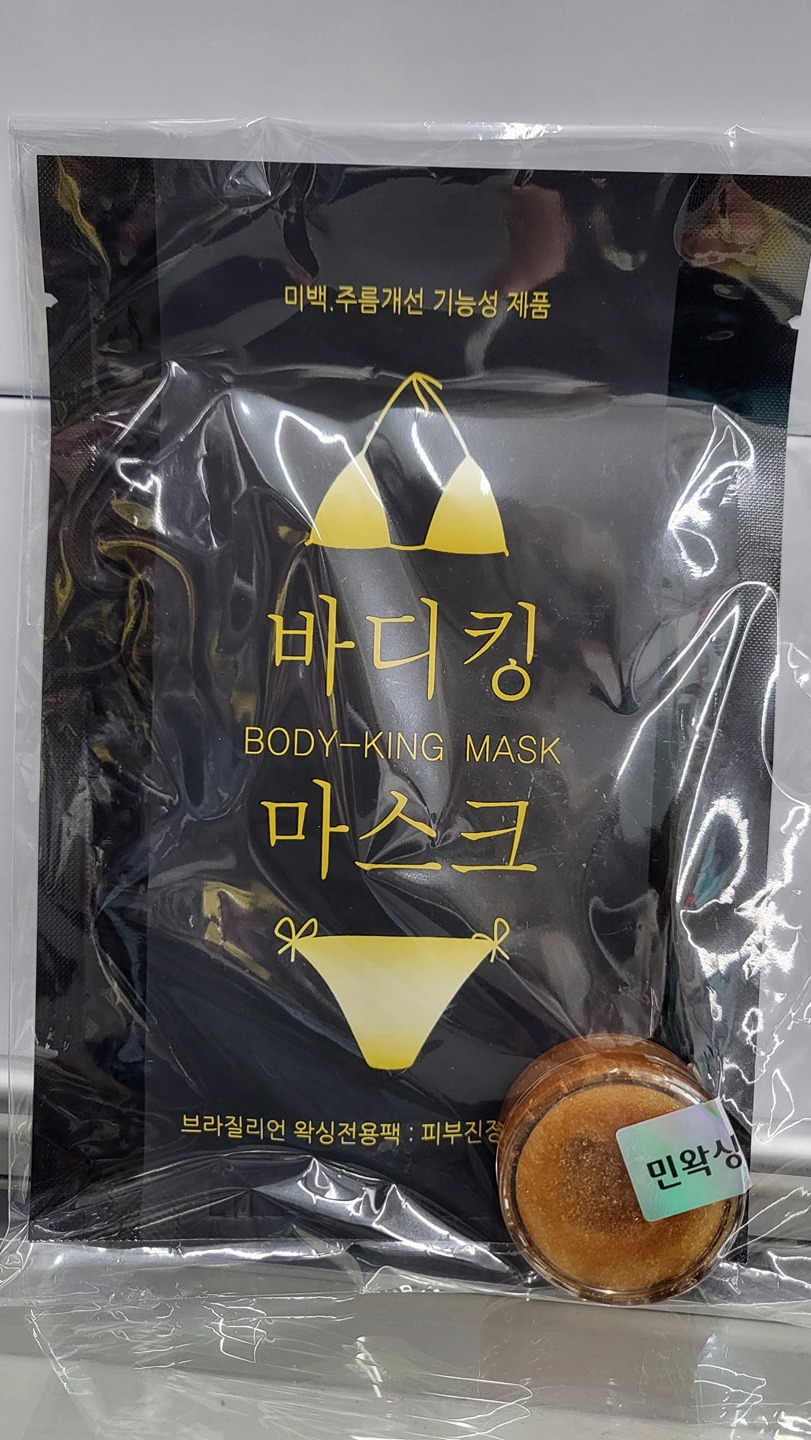 미백.주름개선 기능성 제품
바디킹
BODY-KING MASK
마스크
브라질리언 왁싱전용팩 : 피부진정
민왁싱